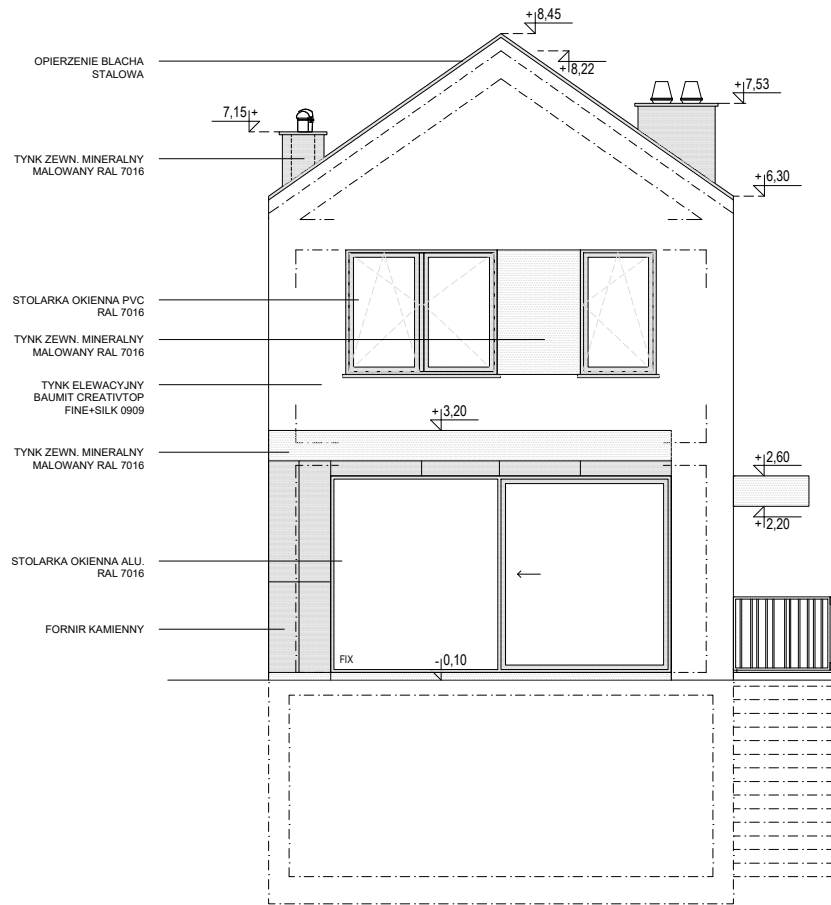 +8,45
OPIERZENIE BLACHA
STALOWA
+8,22
+7,53
7,15+
TYNK ZEWN. MINERALNY
MALOWANY RAL 7016
+6,30
STOLARKA OKIENNA PVC
RAL 7016
TYNK ZEWN. MINERALNY
MALOWANY RAL 7016
TYNK ELEWACYJNY
BAUMIT CREATIVTOP
FINE+SILK 0909
+3,20
TYNK ZEWN. MINERALNY
MALOWANY RAL 7016
+2,60
+2,20
STOLARKA OKIENNA ALU.
RAL 7016
FORNIR KAMIENNY
FIX
-0,10